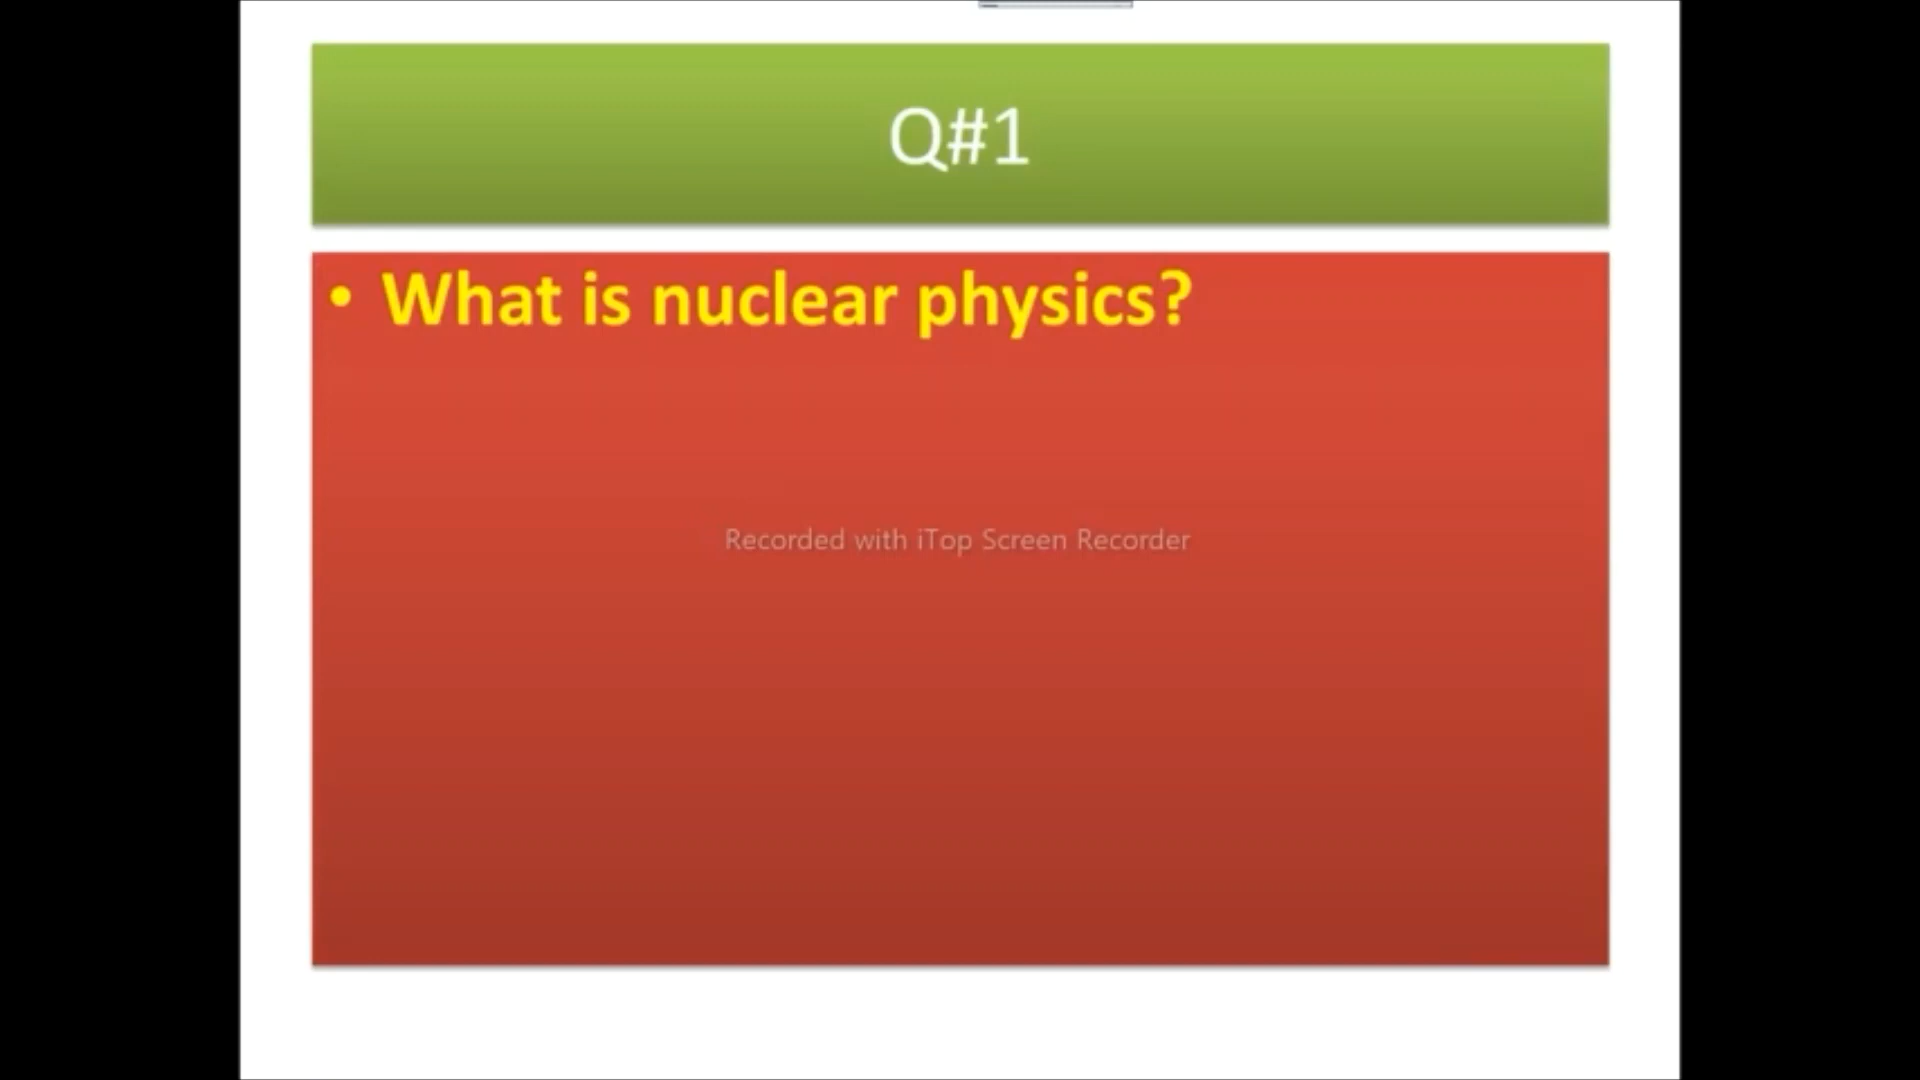 Q#1
• What is nuclear physics?
Recorded with iTop Screen Recorder